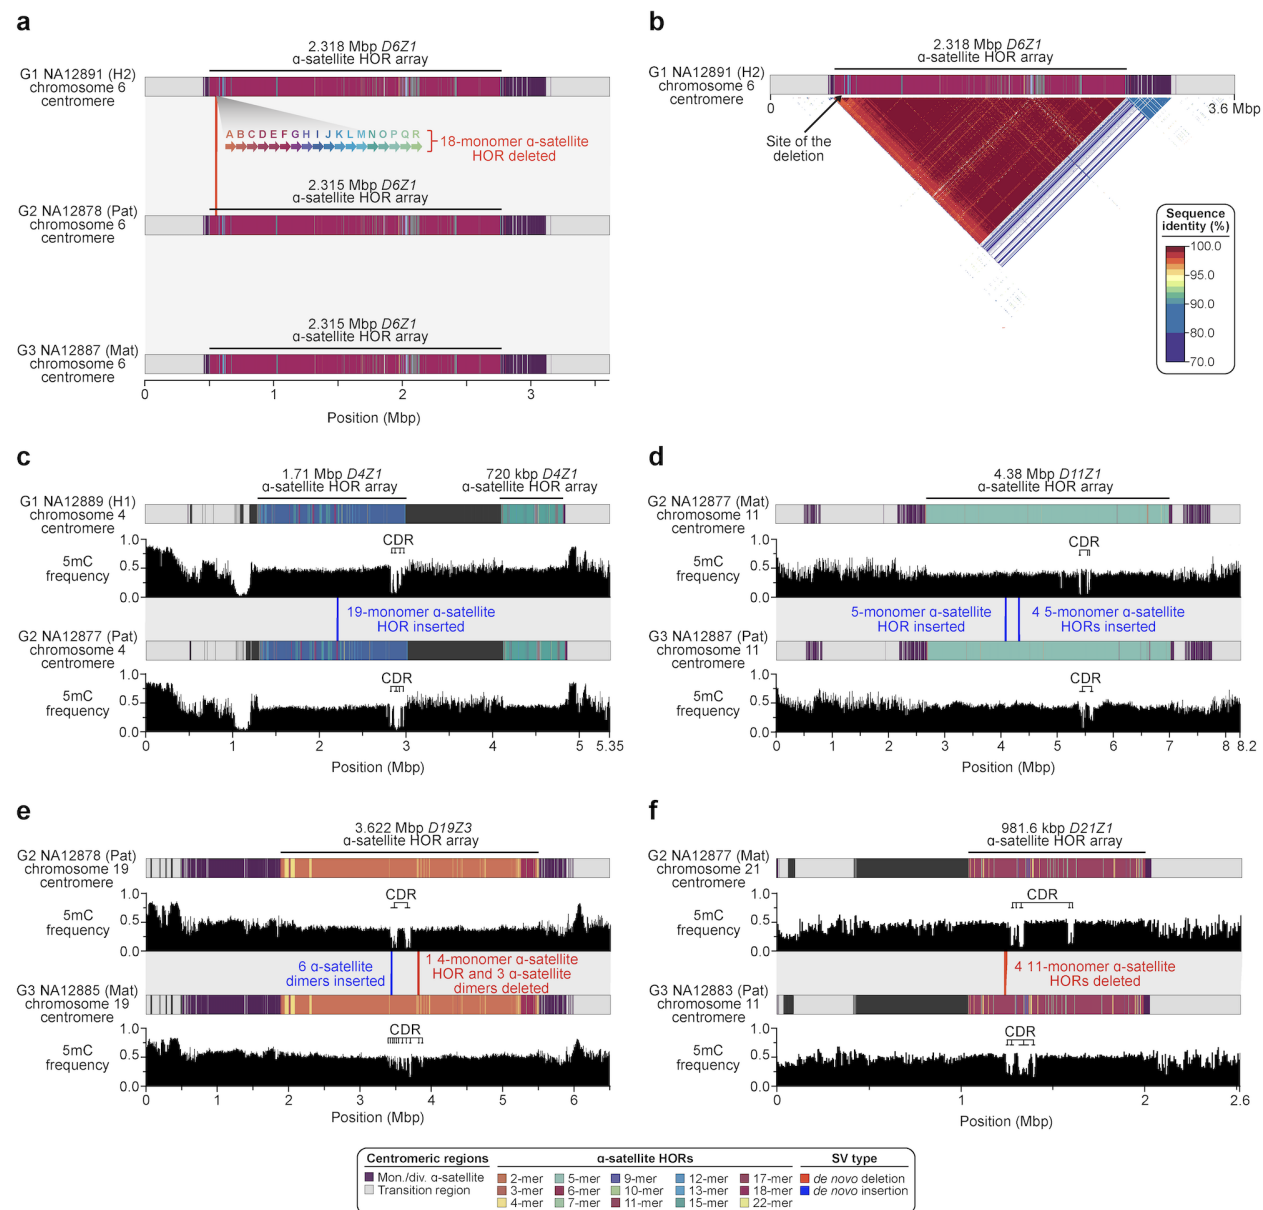 a
2.318 Mbp D6Z1
α-satellite HOR array
G1 NA12891 (H2)
chromosome 6
centromere
A B C D E F G H I J K L M N O P Q R
18-monomer α-satellite
HOR deleted
2.315 Mbp D6Z1
α-satellite HOR array
G2 NA12878 (Pat)
chromosome 6
centromere
2.315 Mbp D6Z1
α-satellite HOR array
G3 NA12887 (Mat)
chromosome 6
centromere
0 1 2 3
Position (Mbp)
b
2.318 Mbp D6Z1
α-satellite HOR array
G1 NA12891 (H2)
chromosome 6
centromere
0 3.6 Mbp
Site of the
deletion
Sequence
identity (%)
100.0
95.0
90.0
80.0
70.0
c
1.71 Mbp D4Z1
α-satellite HOR array
720 kbp D4Z1
α-satellite HOR array
G1 NA12889 (H1)
chromosome 4
centromere
CDR
5mC
frequency
1.0
0.5
0.0
19-monomer α-satellite
HOR inserted
G2 NA12877 (Pat)
chromosome 4
centromere
CDR
5mC
frequency
1.0
0.5
0.0
0 1 2 3 4 5 5.35
Position (Mbp)
d
4.38 Mbp D11Z1
α-satellite HOR array
G2 NA12877 (Mat)
chromosome 11
centromere
CDR
5mC
frequency
1.0
0.5
0.0
5-monomer α-satellite
HOR inserted
4 5-monomer α-satellite
HORs inserted
G3 NA12887 (Pat)
chromosome 11
centromere
CDR
5mC
frequency
1.0
0.5
0.0
0 1 2 3 4 5 6 7 8 8.2
Position (Mbp)
e
3.622 Mbp D19Z3
α-satellite HOR array
G2 NA12878 (Pat)
chromosome 19
centromere
CDR
5mC
frequency
1.0
0.5
0.0
6 α-satellite
dimers inserted
1 4-monomer α-satellite
HOR and 3 α-satellite
dimers deleted
G3 NA12885 (Mat)
chromosome 19
centromere
CDR
5mC
frequency
1.0
0.5
0.0
0 1 2 3 4 5 6
Position (Mbp)
f
981.6 kbp D21Z1
α-satellite HOR array
G2 NA12877 (Mat)
chromosome 21
centromere
CDR
5mC
frequency
1.0
0.5
0.0
4 11-monomer α-satellite
HORs deleted
G3 NA12883 (Pat)
chromosome 11
centromere
CDR
5mC
frequency
1.0
0.5
0.0
0 1 2 2.6
Position (Mbp)
Centromeric regions
Mon./div. α-satellite
Transition region
α-satellite HORs
2-mer 5-mer 9-mer 12-mer 17-mer
3-mer 6-mer 10-mer 13-mer 18-mer
4-mer 7-mer 11-mer 15-mer 22-mer
SV type
de novo deletion
de novo insertion